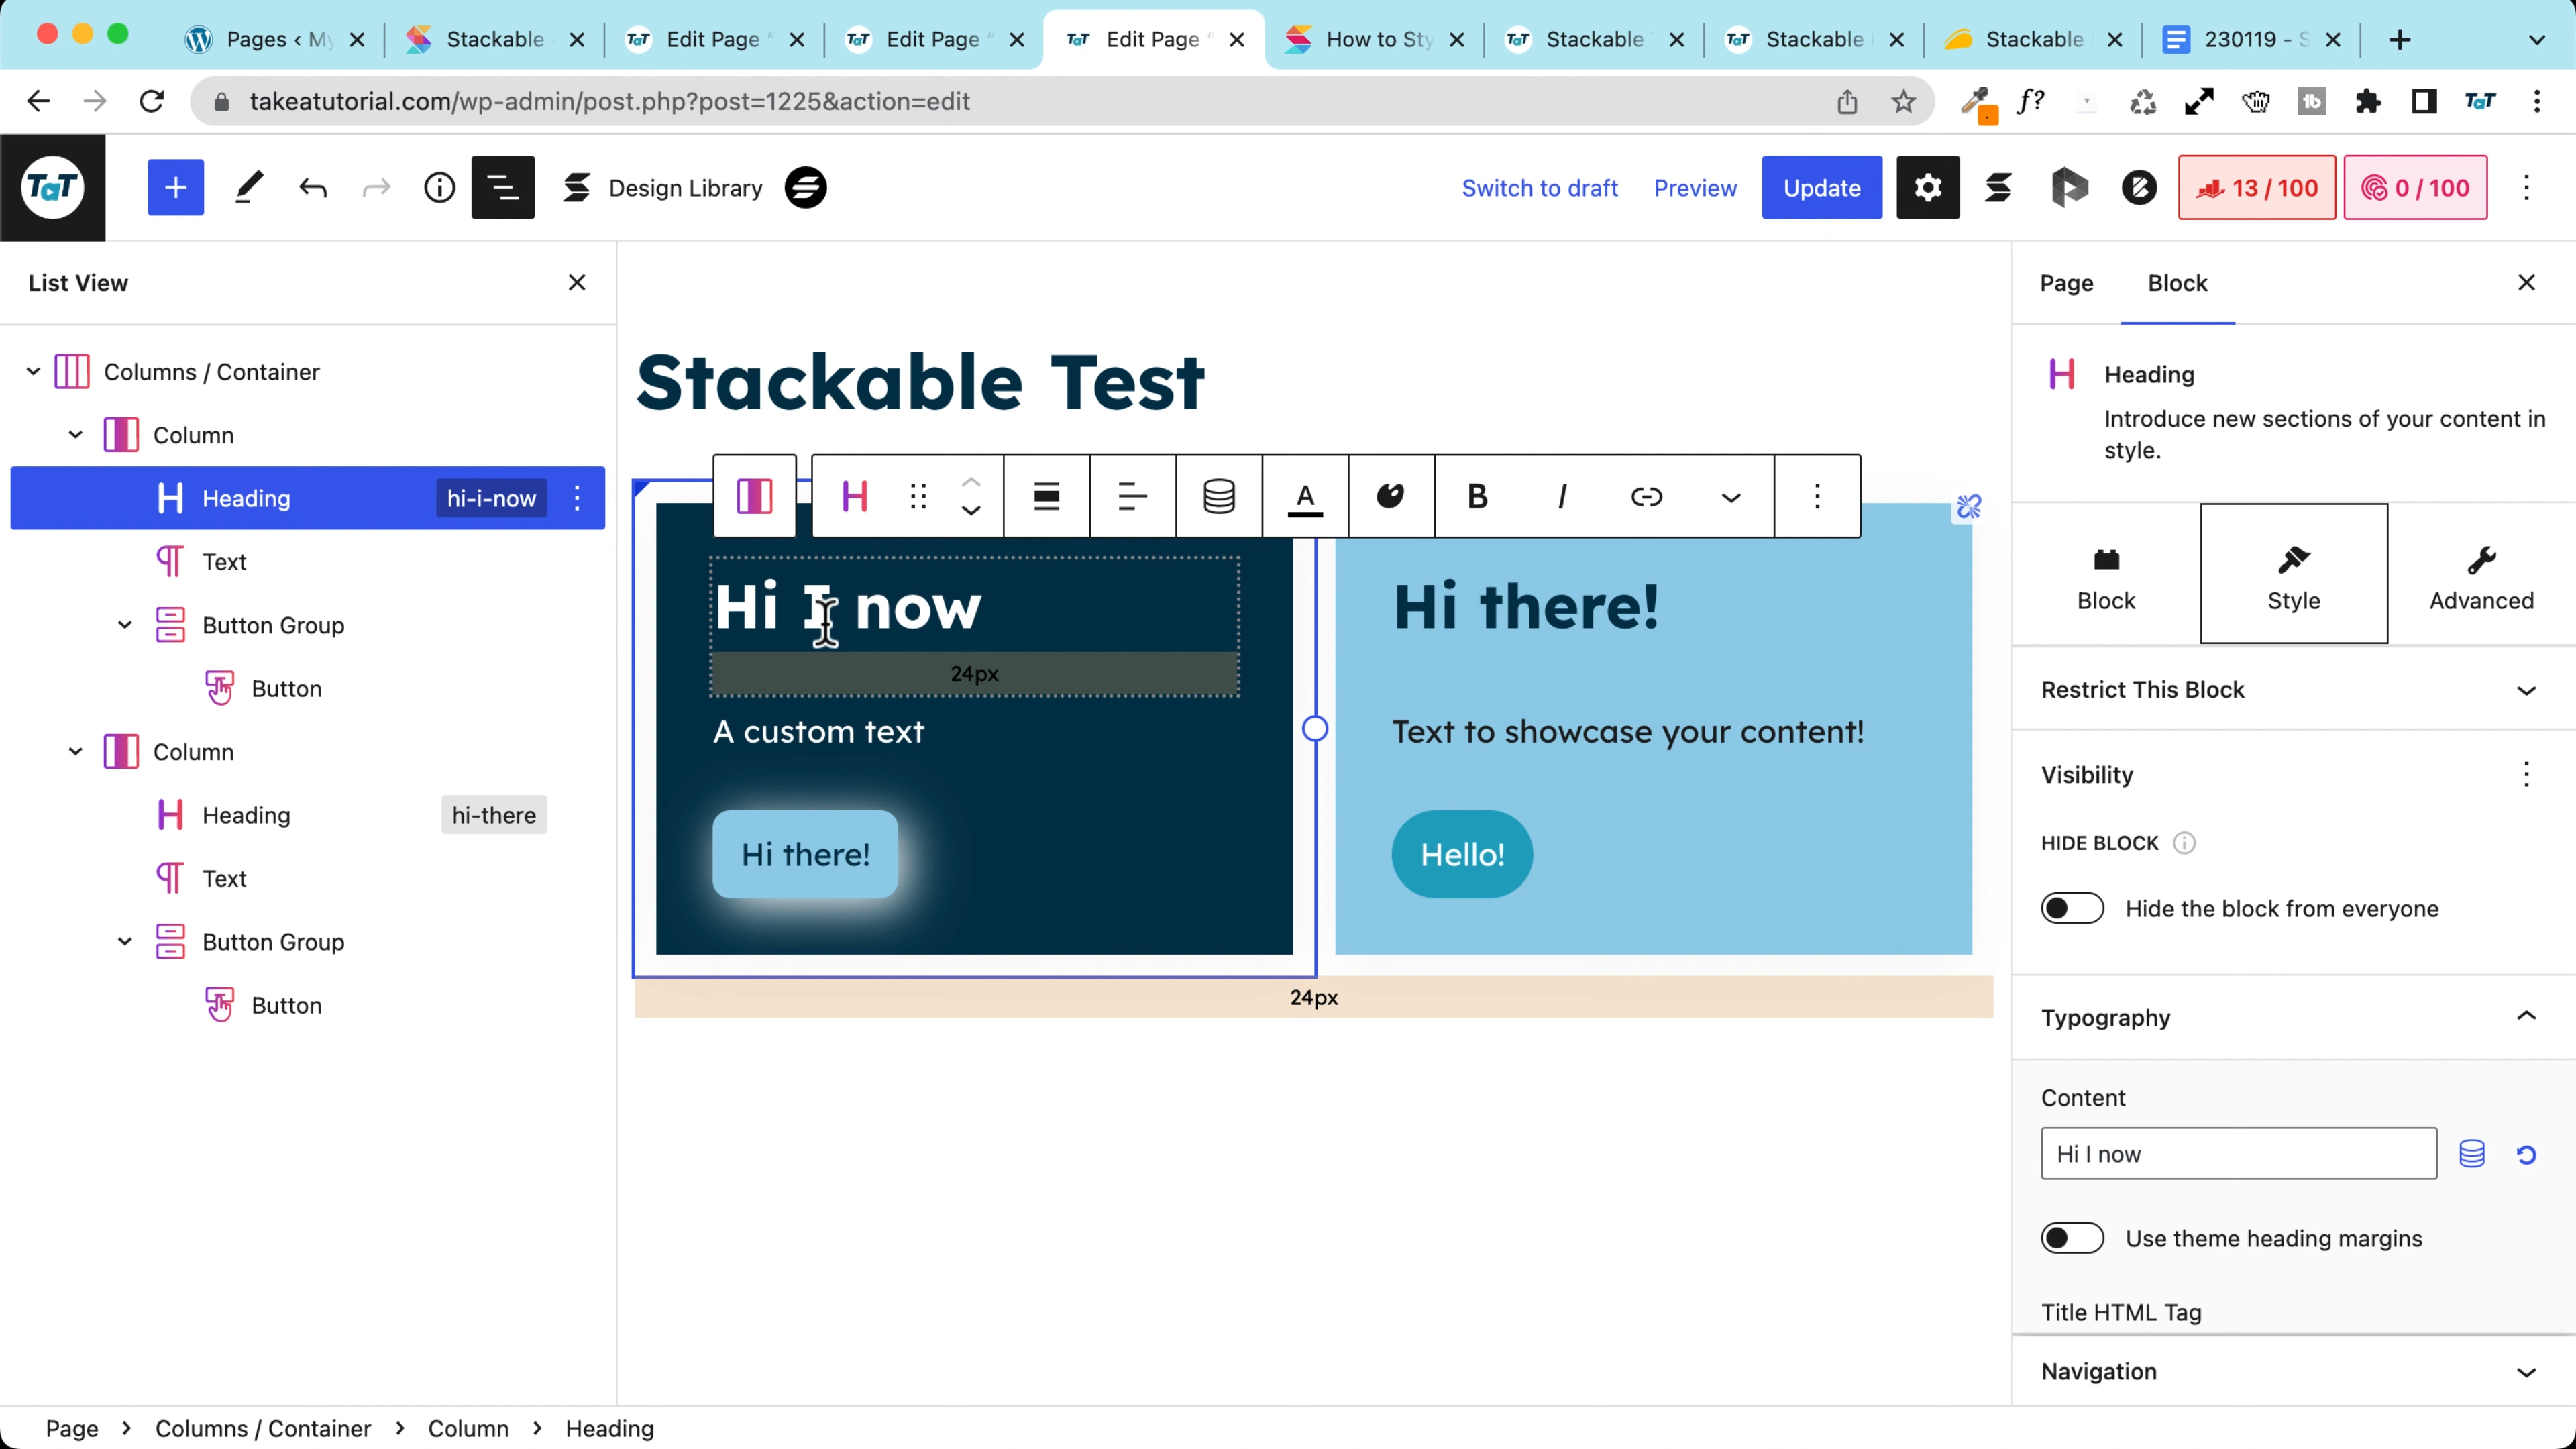 Pages ‹ My
Stackable
Edit Page
Edit Page
Edit Page
How to Sty
Stackable
Stackable
Stackable
230119 - S
takeatutorial.com/wp-admin/post.php?post=1225&action=edit
f?
TaT
TaT
Design Library
Switch to draft
Preview
Update
13 / 100
0 / 100
List View
Columns / Container
Column
Heading
hi-i-now
Text
Button Group
Button
Column
Heading
hi-there
Text
Button Group
Button
Stackable Test
H
A
B
I
Hi I now
24px
A custom text
Hi there!
Hi there!
Text to showcase your content!
Hello!
24px
Page
Block
Heading
Introduce new sections of your content in
style.
Block
Style
Advanced
Restrict This Block
Visibility
HIDE BLOCK
Hide the block from everyone
Typography
Content
Hi I now
Use theme heading margins
Title HTML Tag
Navigation
Page > Columns / Container > Column > Heading